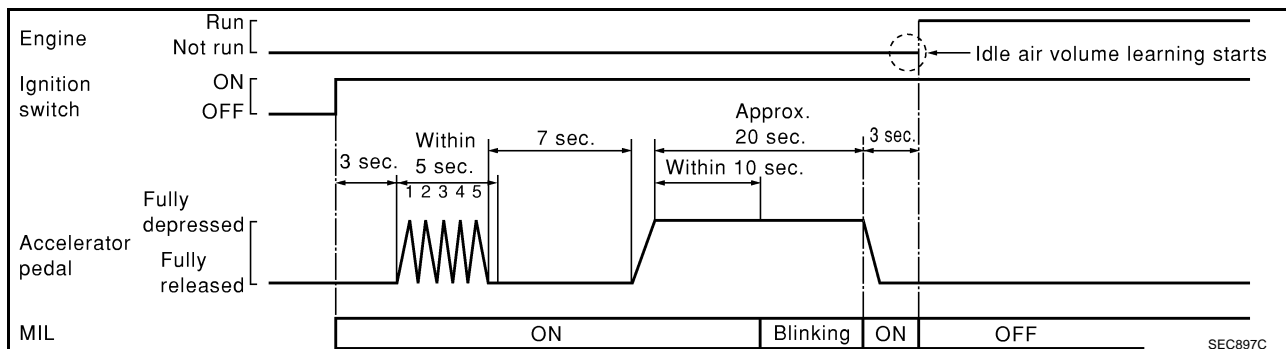 Engine
Run
Not run
Idle air volume learning starts
Ignition
switch
ON
OFF
3 sec.
Within
5 sec.
1 2 3 4 5
7 sec.
Approx.
20 sec.
Within 10 sec.
3 sec.
Accelerator
pedal
Fully
depressed
Fully
released
MIL
ON
Blinking
ON
OFF
SEC897C